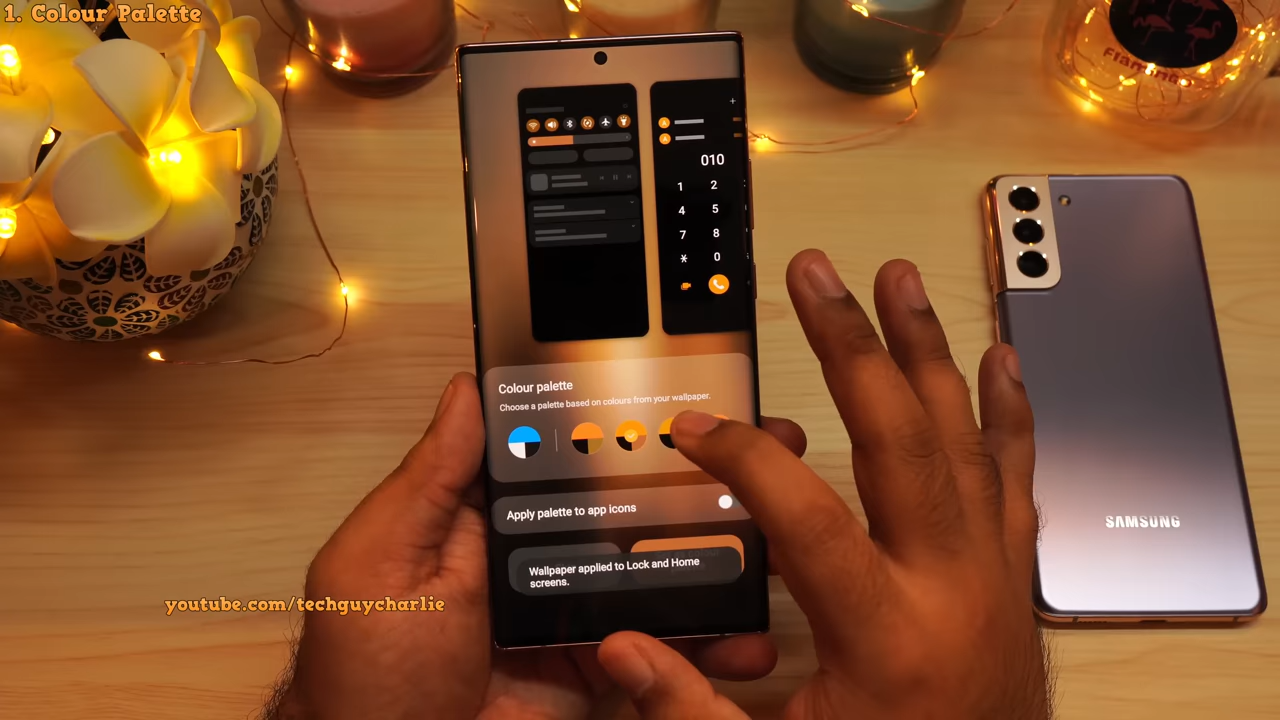 1. Colour Palette
Flamingo
010
1 2
4 5
7 8
* 0
Colour palette
Choose a palette based on colours from your wallpaper.
Apply palette to app icons
Wallpaper applied to Lock and Home
screens.
SAMSUNG
youtube.com/techguycharlie